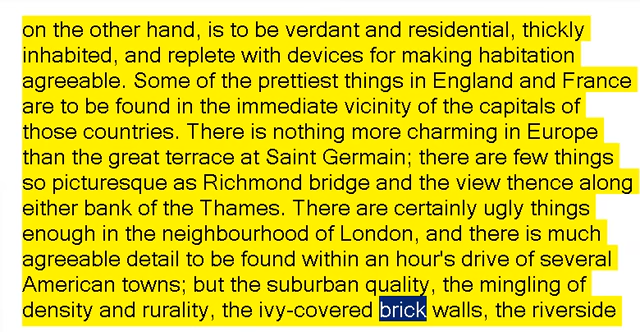 on the other hand, is to be verdant and residential, thickly
inhabited, and replete with devices for making habitation
agreeable. Some of the prettiest things in England and France
are to be found in the immediate vicinity of the capitals of
those countries. There is nothing more charming in Europe
than the great terrace at Saint Germain; there are few things
so picturesque as Richmond bridge and the view thence along
either bank of the Thames. There are certainly ugly things
enough in the neighbourhood of London, and there is much
agreeable detail to be found within an hour's drive of several
American towns; but the suburban quality, the mingling of
density and rurality, the ivy-covered brick walls, the riverside